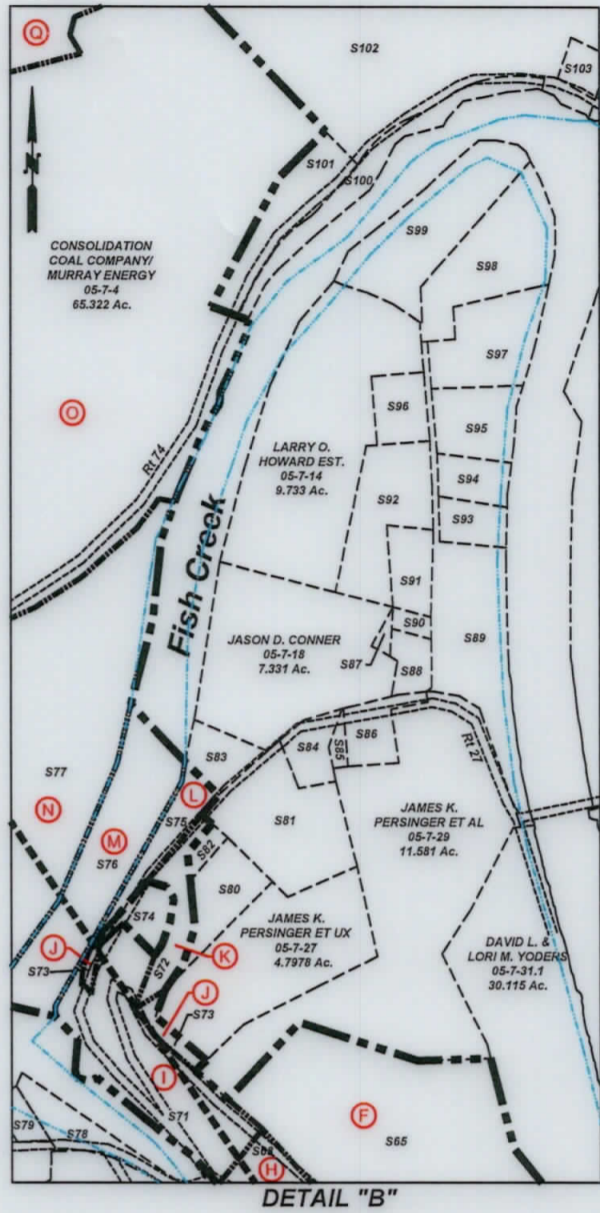 Q
S102
S103
N
S101
S100
CONSOLIDATION
COAL COMPANY/
MURRAY ENERGY
05-7-4
65.322 Ac.
S99
S98
S97
O
S96
S95
Rt 74
LARRY O.
HOWARD EST.
05-7-14
9.733 Ac.
S94
S92
S93
Fish Creek
S91
S90
S89
JASON D. CONNER
05-7-18
7.331 Ac.
S87
S88
S83
S84
S85
S86
Rt 27
S77
L
N
S75
S81
JAMES K.
PERSINGER ET AL
05-7-29
11.581 Ac.
M
S76
S82
S80
S74
JAMES K.
PERSINGER ET UX
05-7-27
4.7978 Ac.
K
J
S73
S72
DAVID L. &
LORI M. YODERS
05-7-31.1
30.115 Ac.
J
S73
I
S71
F
S65
S79
S78
H
DETAIL "B"